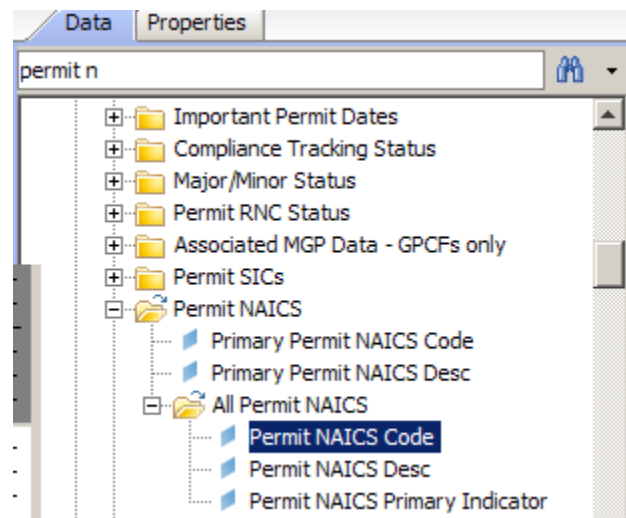 Data Properties
permit n
Important Permit Dates
Compliance Tracking Status
Major/Minor Status
Permit RNC Status
Associated MGP Data - GPCFs only
Permit SICs
Permit NAICS
Primary Permit NAICS Code
Primary Permit NAICS Desc
All Permit NAICS
Permit NAICS Code
Permit NAICS Desc
Permit NAICS Primary Indicator